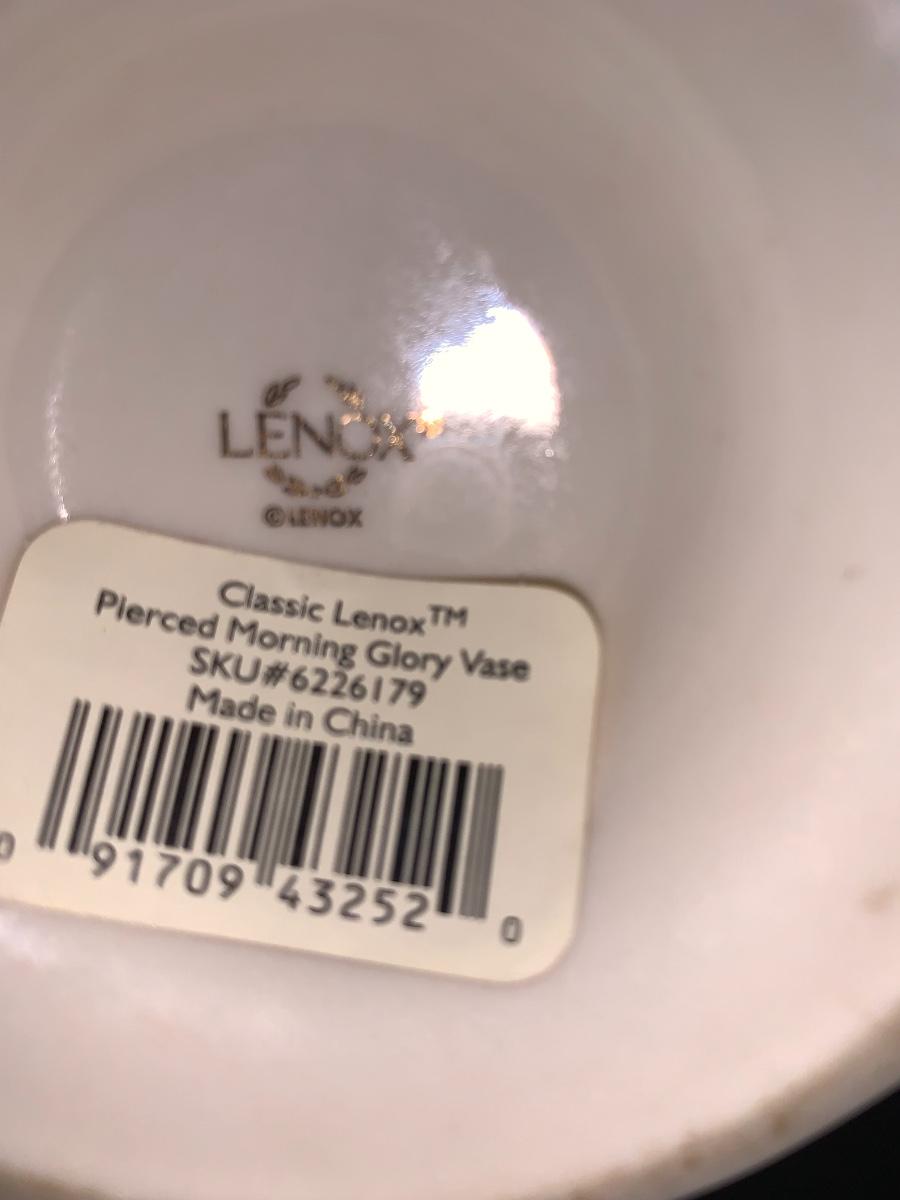 LENOX
©LENOX
Classic Lenox™
Pierced Morning Glory Vase
SKU#6226179
Made in China
0 91709 43252 0